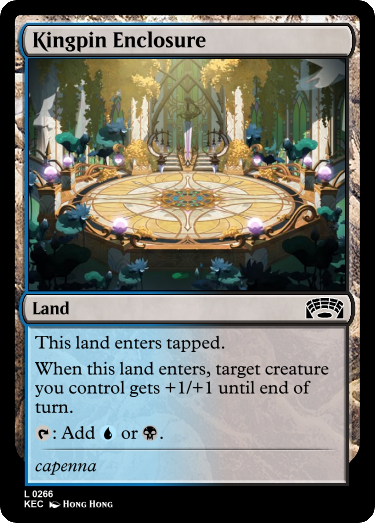 Kingpin Enclosure
Land
This land enters tapped.
When this land enters, target creature
you control gets +1/+1 until end of
turn.
: Add or .
capenna
L 0266
KEC Hong Hong